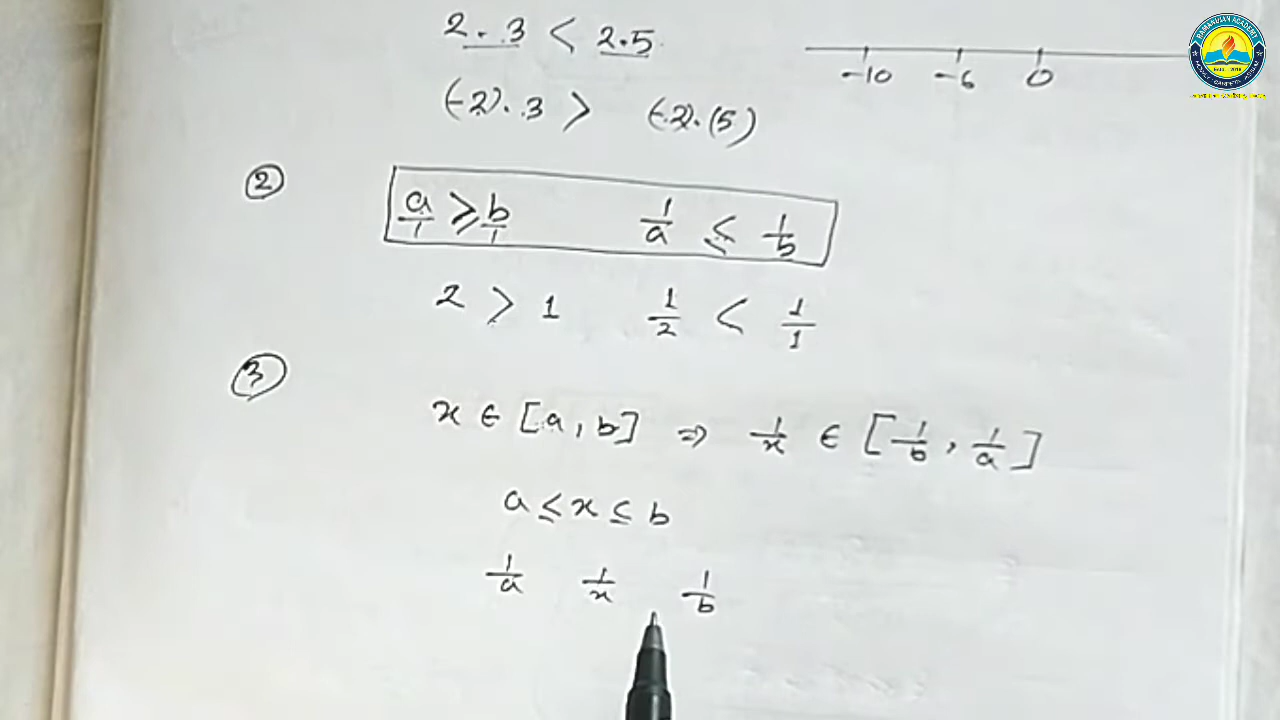 2. 3 < 2.5
-10 -6 0
(-2). 3 > (-2).(5)
② a/1 ≥ b/1 1/a ≤ 1/b
2 > 1 1/2 < 1/1
③
x ∈ [a, b] ⇒ 1/x ∈ [1/b, 1/a]
a ≤ x ≤ b
1/a 1/x 1/b